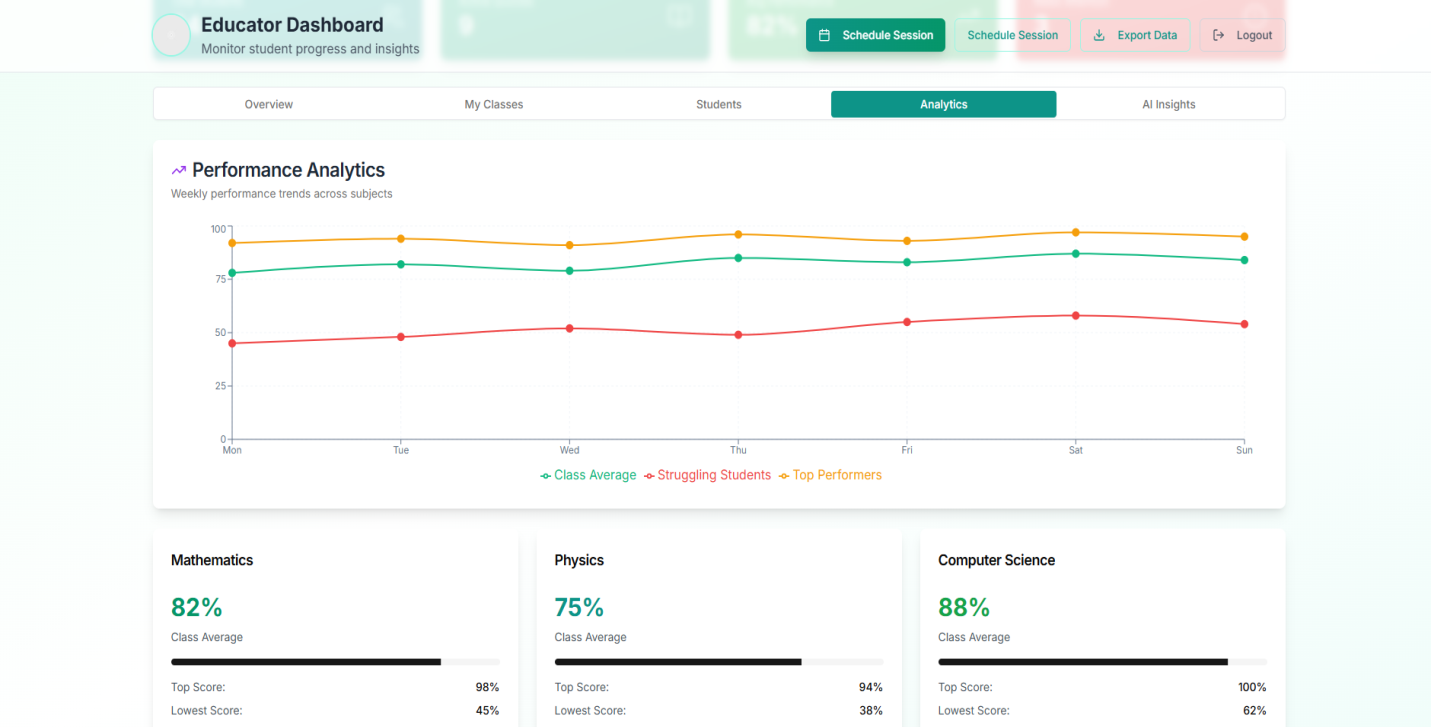 Educator Dashboard
Monitor student progress and insights
9
82%
Schedule Session
Schedule Session
Export Data
Logout
Overview
My Classes
Students
Analytics
AI Insights
Performance Analytics
Weekly performance trends across subjects
100
75
50
25
0
Mon Tue Wed Thu Fri Sat Sun
Class Average Struggling Students Top Performers
Mathematics
82%
Class Average
Top Score: 98%
Lowest Score: 45%
Physics
75%
Class Average
Top Score: 94%
Lowest Score: 38%
Computer Science
88%
Class Average
Top Score: 100%
Lowest Score: 62%